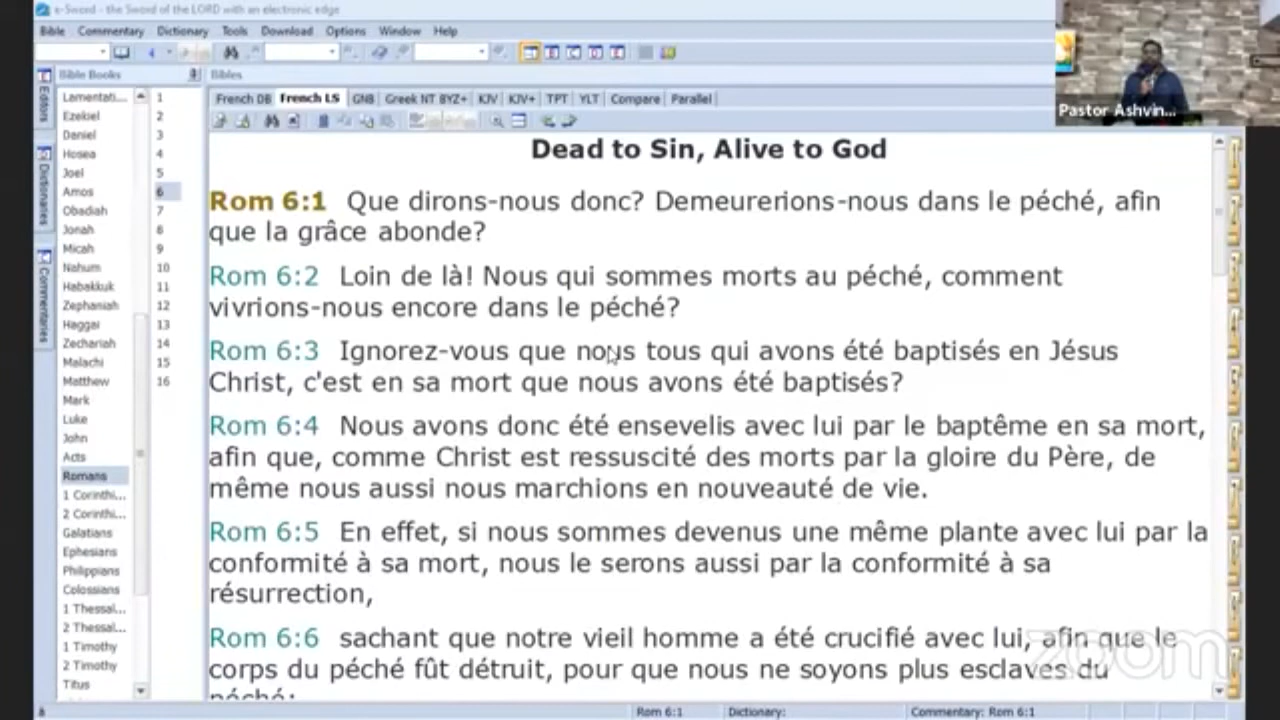 e-Sword - the Sword of the LORD with an electronic edge
Bible Commentary Dictionary Tools Download Options Window Help
Bible Books
Bibles
Editors
Dictionaries
Commentaries
Lamentati...
Ezekiel
Daniel
Hosea
Joel
Amos
Obadiah
Jonah
Micah
Nahum
Habakkuk
Zephaniah
Haggai
Zechariah
Malachi
Matthew
Mark
Luke
John
Acts
Romans
1 Corinthi...
2 Corinthi...
Galatians
Ephesians
Philippians
Colossians
1 Thessal...
2 Thessal...
1 Timothy
2 Timothy
Titus
1
2
3
4
5
6
7
8
9
10
11
12
13
14
15
16
French DB French LS GNB Greek NT BYZ+ KJV KJV+ TPT YLT Compare Parallel
Pastor Ashvin...
Dead to Sin, Alive to God
Rom 6:1 Que dirons-nous donc? Demeurerions-nous dans le péché, afin
que la grâce abonde?
Rom 6:2 Loin de là! Nous qui sommes morts au péché, comment
vivrions-nous encore dans le péché?
Rom 6:3 Ignorez-vous que nous tous qui avons été baptisés en Jésus
Christ, c'est en sa mort que nous avons été baptisés?
Rom 6:4 Nous avons donc été ensevelis avec lui par le baptême en sa mort,
afin que, comme Christ est ressuscité des morts par la gloire du Père, de
même nous aussi nous marchions en nouveauté de vie.
Rom 6:5 En effet, si nous sommes devenus une même plante avec lui par la
conformité à sa mort, nous le serons aussi par la conformité à sa
résurrection,
Rom 6:6 sachant que notre vieil homme a été crucifié avec lui, afin que le
corps du péché fût détruit, pour que nous ne soyons plus esclaves du
péché;
zoom
Rom 6:1 Dictionary: Commentary: Rom 6:1